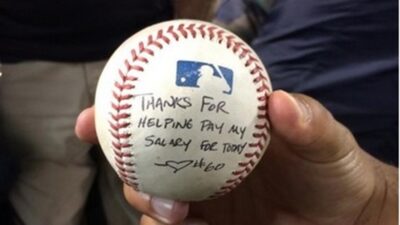 THANKS FOR
HELPING PAY MY
SALARY FOR TODAY
#60